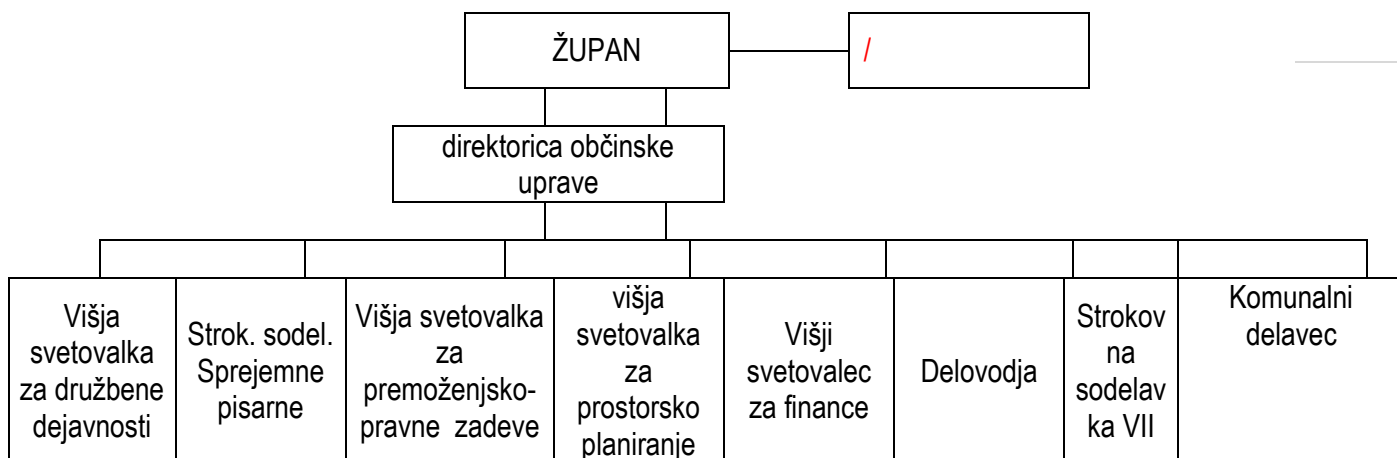 ŽUPAN
/
direktorica občinske
uprave
Višja
svetovalka
za družbene
dejavnosti
Strok. sodel.
Sprejemne
pisarne
Višja svetovalka
za
premoženjsko-
pravne zadeve
višja
svetovalka
za
prostorsko
planiranje
Višji
svetovalec
za finance
Delovodja
Strokov
na
sodelav
ka VII
Komunalni
delavec